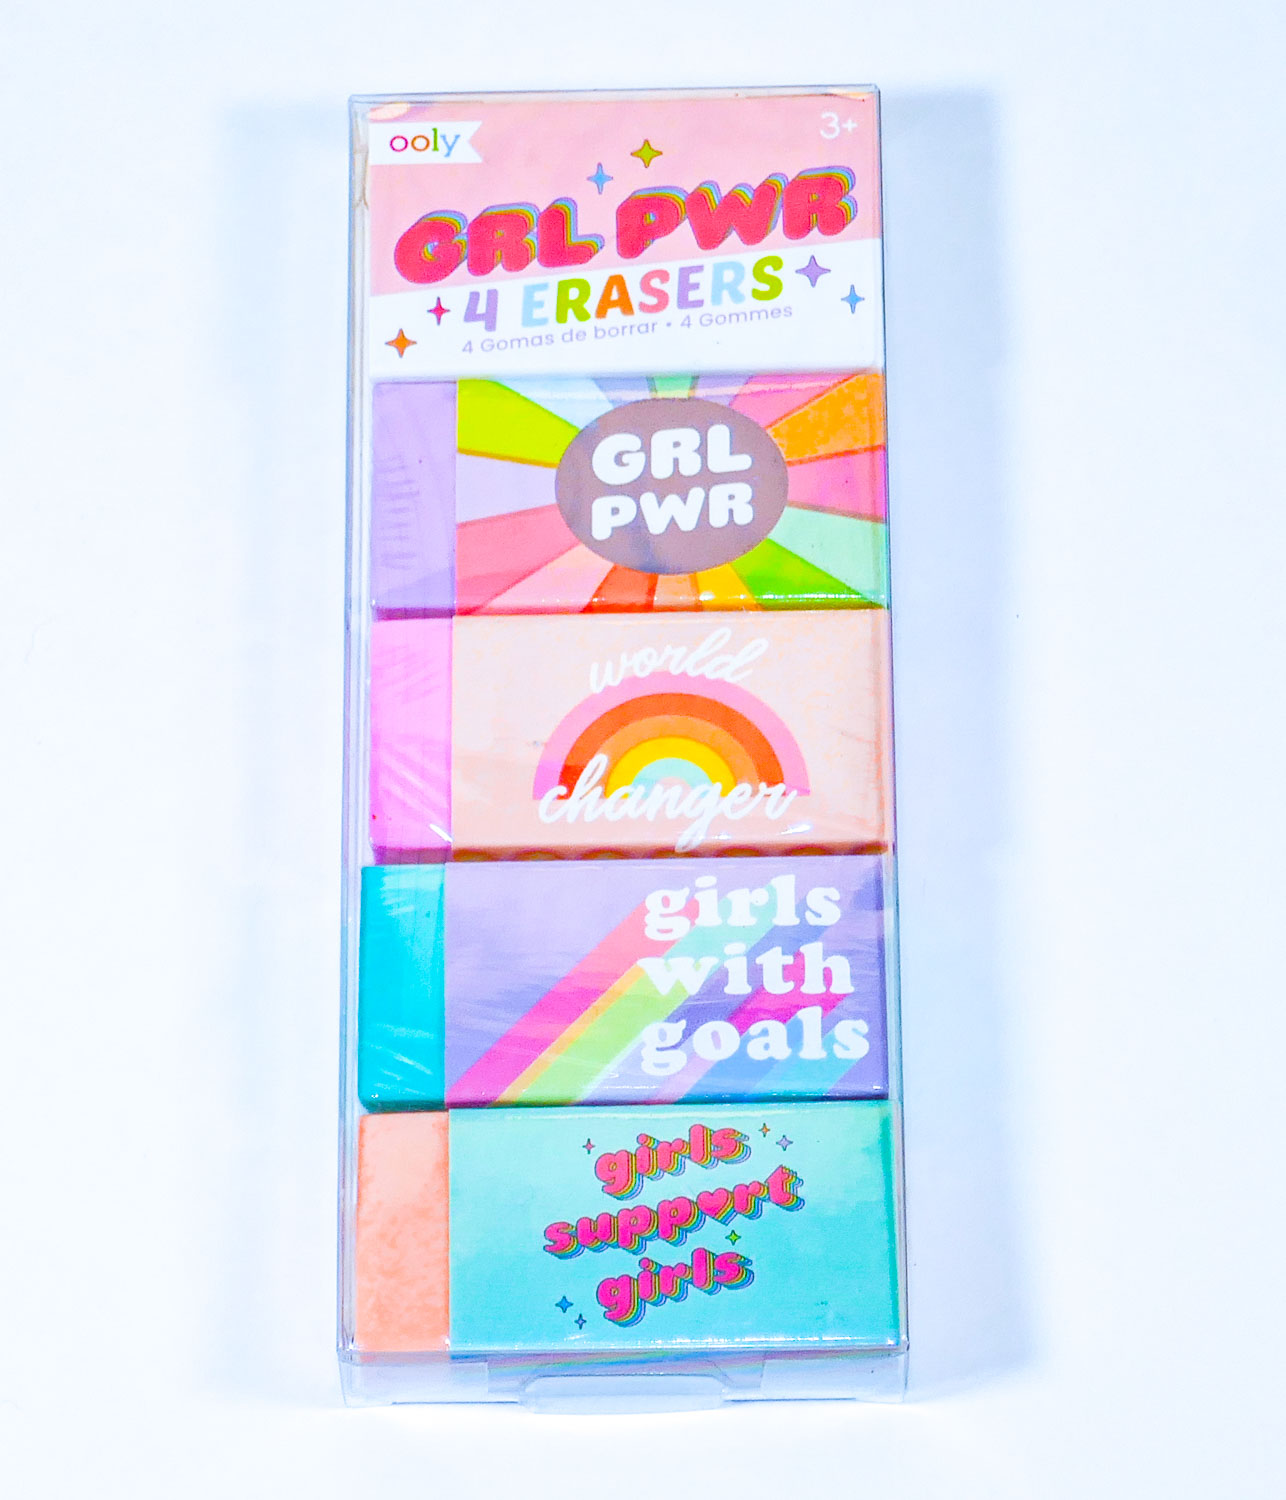 ooly
3+
GRL PWR
4 ERASERS
4 Gomas de borrar • 4 Gommes
GRL
PWR
world
changer
girls
with
goals
girls
support
girls